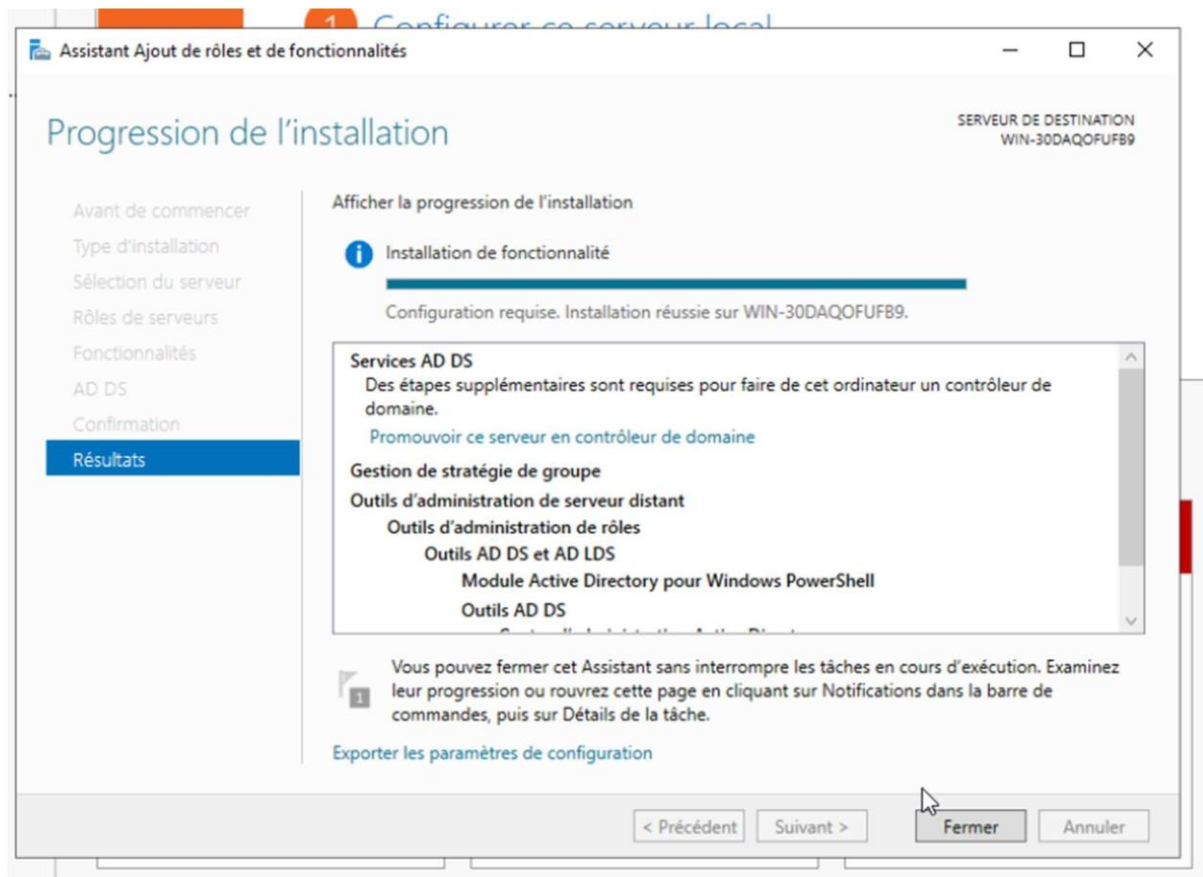 1 Configurer ce serveur local
Assistant Ajout de rôles et de fonctionnalités
Progression de l'installation
SERVEUR DE DESTINATION
WIN-30DAQOFUFB9
Avant de commencer
Type d'installation
Sélection du serveur
Rôles de serveurs
Fonctionnalités
AD DS
Confirmation
Résultats
Afficher la progression de l'installation
Installation de fonctionnalité
Configuration requise. Installation réussie sur WIN-30DAQOFUFB9.
Services AD DS
Des étapes supplémentaires sont requises pour faire de cet ordinateur un contrôleur de
domaine.
Promouvoir ce serveur en contrôleur de domaine
Gestion de stratégie de groupe
Outils d'administration de serveur distant
Outils d'administration de rôles
Outils AD DS et AD LDS
Module Active Directory pour Windows PowerShell
Outils AD DS
1
Vous pouvez fermer cet Assistant sans interrompre les tâches en cours d'exécution. Examinez
leur progression ou rouvrez cette page en cliquant sur Notifications dans la barre de
commandes, puis sur Détails de la tâche.
Exporter les paramètres de configuration
< Précédent Suivant > Fermer Annuler